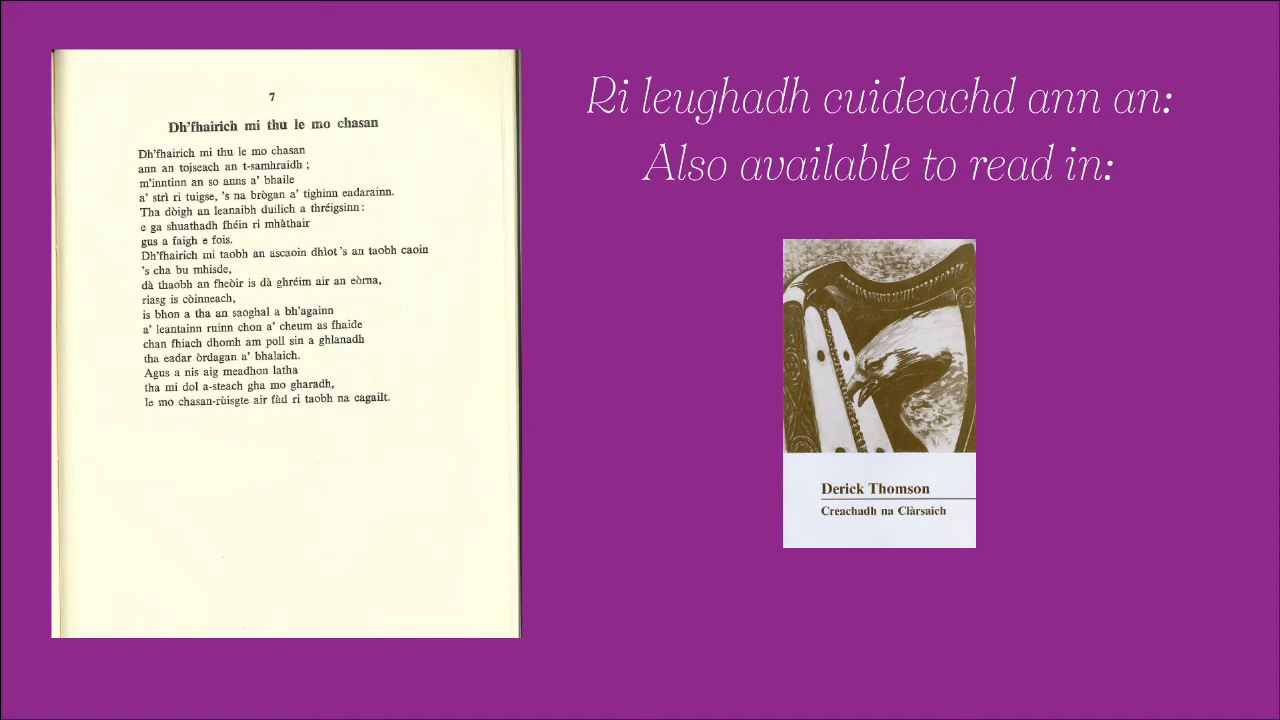 7
Dh'fhairich mi thu le mo chasan
Dh'fhairich mi thu le mo chasan
ann an toiseach an t-samhraidh ;
m'inntinn an so anns a' bhaile
a' strì ri tuigse, 's na brògan a' tighinn eadarainn.
Tha dòigh an leanaibh duilich a thréigsinn :
e ga shuathadh fhéin ri mhàthair
gus a faigh e fois.
Dh'fhairich mi taobh an ascaoin dhìot 's an taobh caoin
's cha bu mhisde,
dà thaobh an fheòir is dà ghréim air an eòrna,
riasg is còinneach,
is bhon a tha an saoghal a bh'againn
a' leantainn ruinn chon a' cheum as fhaide
chan fhiach dhomh am poll sin a ghlanadh
tha eadar òrdagan a' bhalaich.
Agus a nis aig meadhon latha
tha mi dol a-steach gha mo gharadh,
le mo chasan-rùisgte air fàd ri taobh na cagailt.
Ri leughadh cuideachd ann an:
Also available to read in:
Derick Thomson
Creachadh na Clàrsaich